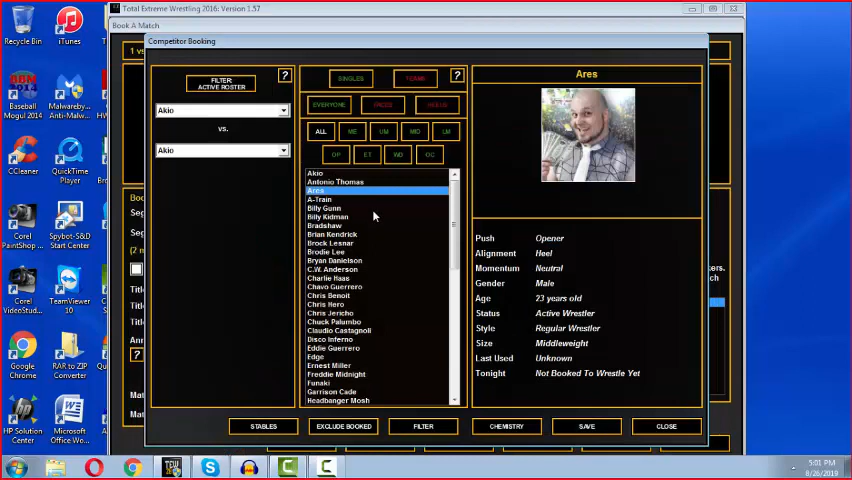 Total Extreme Wrestling 2016: Version 1.57
Book A Match
Competitor Booking
Recycle Bin
iTunes
Baseball
Mogul 2014
Malwareby...
Anti-Malw...
CCleaner
QuickTime
Player
Corel
PaintShop ...
Spybot-S&D
Start Center
Corel
VideoStud...
TeamViewer
10
Google
Chrome
RAR to ZIP
Converter
HP Solution
Center
Microsoft
Office Wo...
FILTER:
ACTIVE ROSTER
?
Akio
vs.
Akio
SINGLES
TEAMS
?
EVERYONE
FACES
HEELS
ALL
ME
UM
MID
LM
OP
ET
WD
OC
Akio
Antonio Thomas
Ares
A-Train
Billy Gunn
Billy Kidman
Bradshaw
Brian Kendrick
Brock Lesnar
Brodie Lee
Bryan Danielson
C.W. Anderson
Charlie Haas
Chavo Guerrero
Chris Benoit
Chris Hero
Chris Jericho
Chuck Palumbo
Claudio Castagnoli
Disco Inferno
Eddie Guerrero
Edge
Ernest Miller
Freddie Midnight
Funaki
Garrison Cade
Headbanger Mosh
Ares
Push Opener
Alignment Heel
Momentum Neutral
Gender Male
Age 23 years old
Status Active Wrestler
Style Regular Wrestler
Size Middleweight
Last Used Unknown
Tonight Not Booked To Wrestle Yet
STABLES
EXCLUDE BOOKED
FILTER
CHEMISTRY
SAVE
CLOSE
5:01 PM
8/26/2019